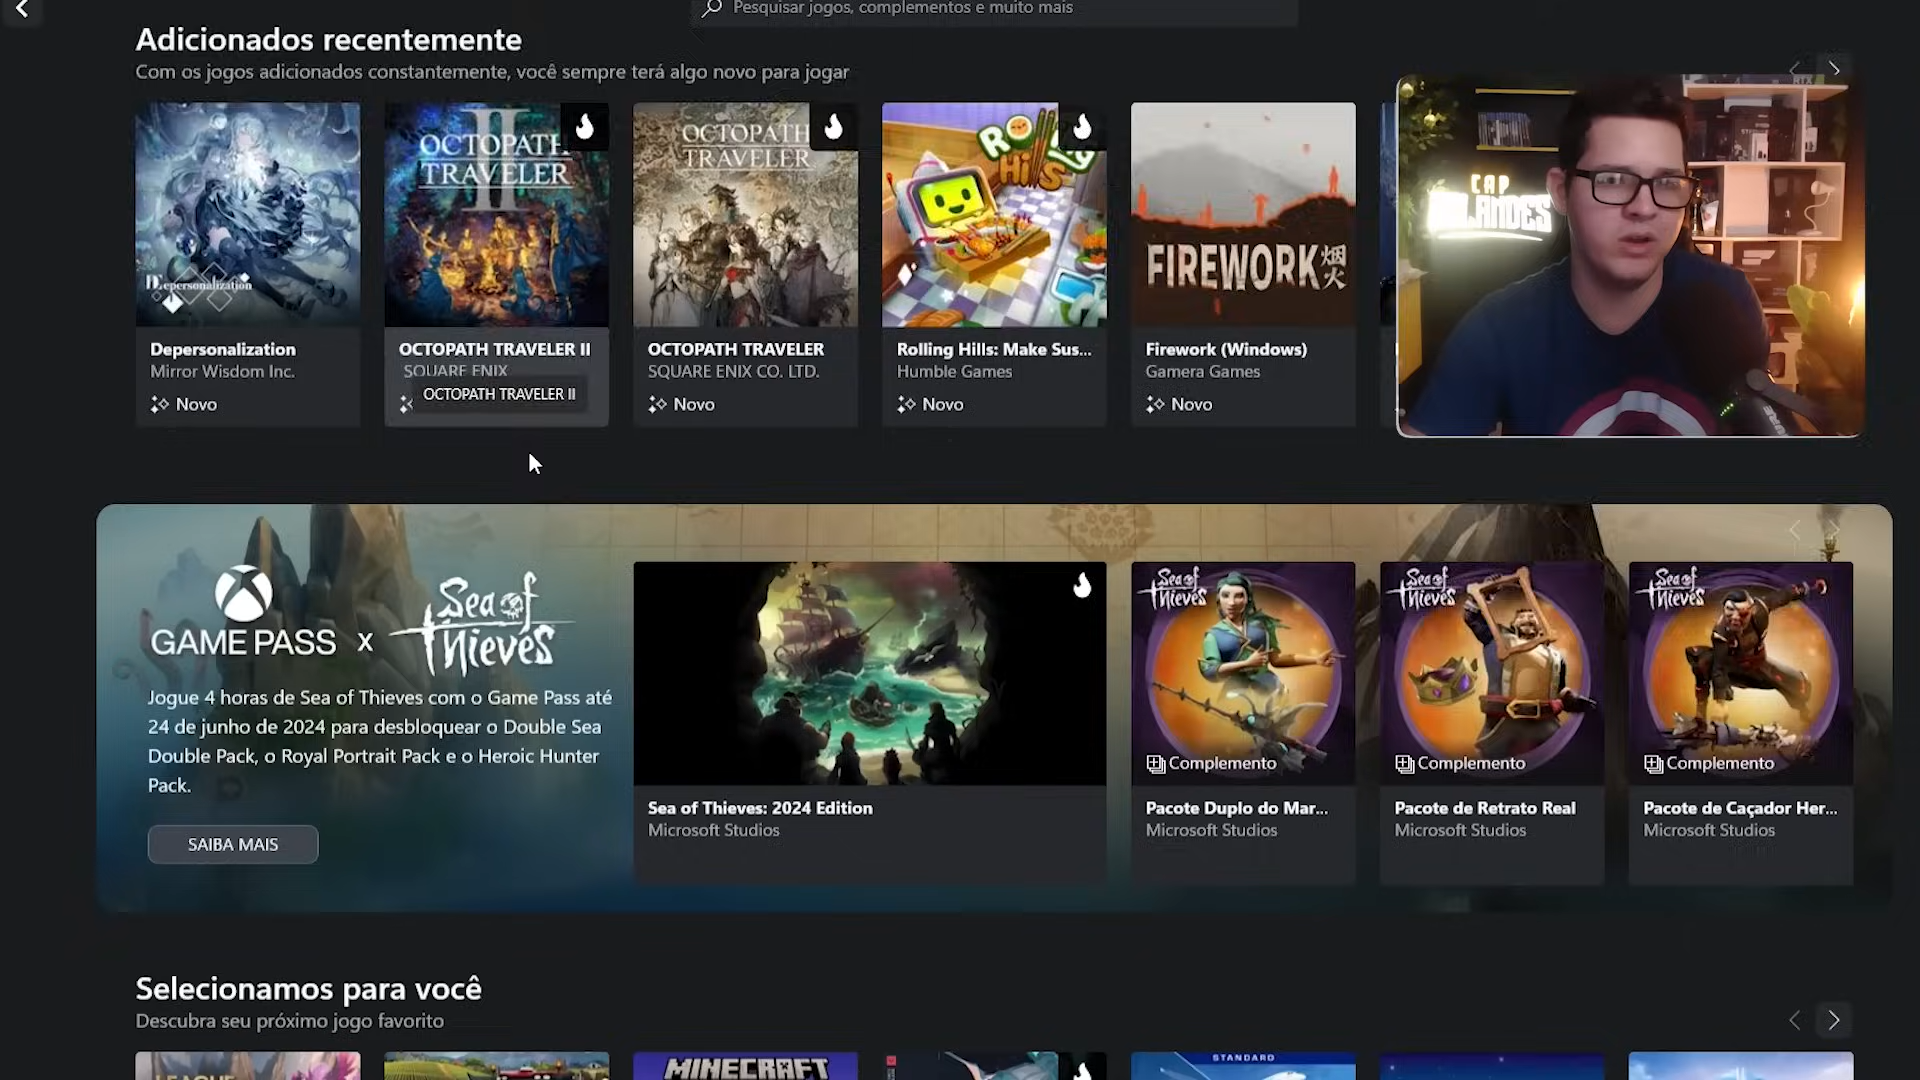 Pesquisar jogos, complementos e muito mais
Adicionados recentemente
Com os jogos adicionados constantemente, você sempre terá algo novo para jogar
Depersonalization
Depersonalization
Mirror Wisdom Inc.
Novo
OCTOPATH
TRAVELER
II
OCTOPATH TRAVELER II
SQUARE ENIX
OCTOPATH TRAVELER II
OCTOPATH
TRAVELER
OCTOPATH TRAVELER
SQUARE ENIX CO. LTD.
Novo
Hills
Rolling Hills: Make Sus...
Humble Games
Novo
FIREWORK 烟火
Firework (Windows)
Gamera Games
Novo
RTX
CAP
GAME PASS x Sea of Thieves
Jogue 4 horas de Sea of Thieves com o Game Pass até
24 de junho de 2024 para desbloquear o Double Sea
Double Pack, o Royal Portrait Pack e o Heroic Hunter
Pack.
SAIBA MAIS
Sea of Thieves: 2024 Edition
Microsoft Studios
Sea of Thieves
Complemento
Pacote Duplo do Mar...
Microsoft Studios
Sea of Thieves
Complemento
Pacote de Retrato Real
Microsoft Studios
Sea of Thieves
Complemento
Pacote de Caçador Her...
Microsoft Studios
Selecionamos para você
Descubra seu próximo jogo favorito
MINECRAFT
STANDARD